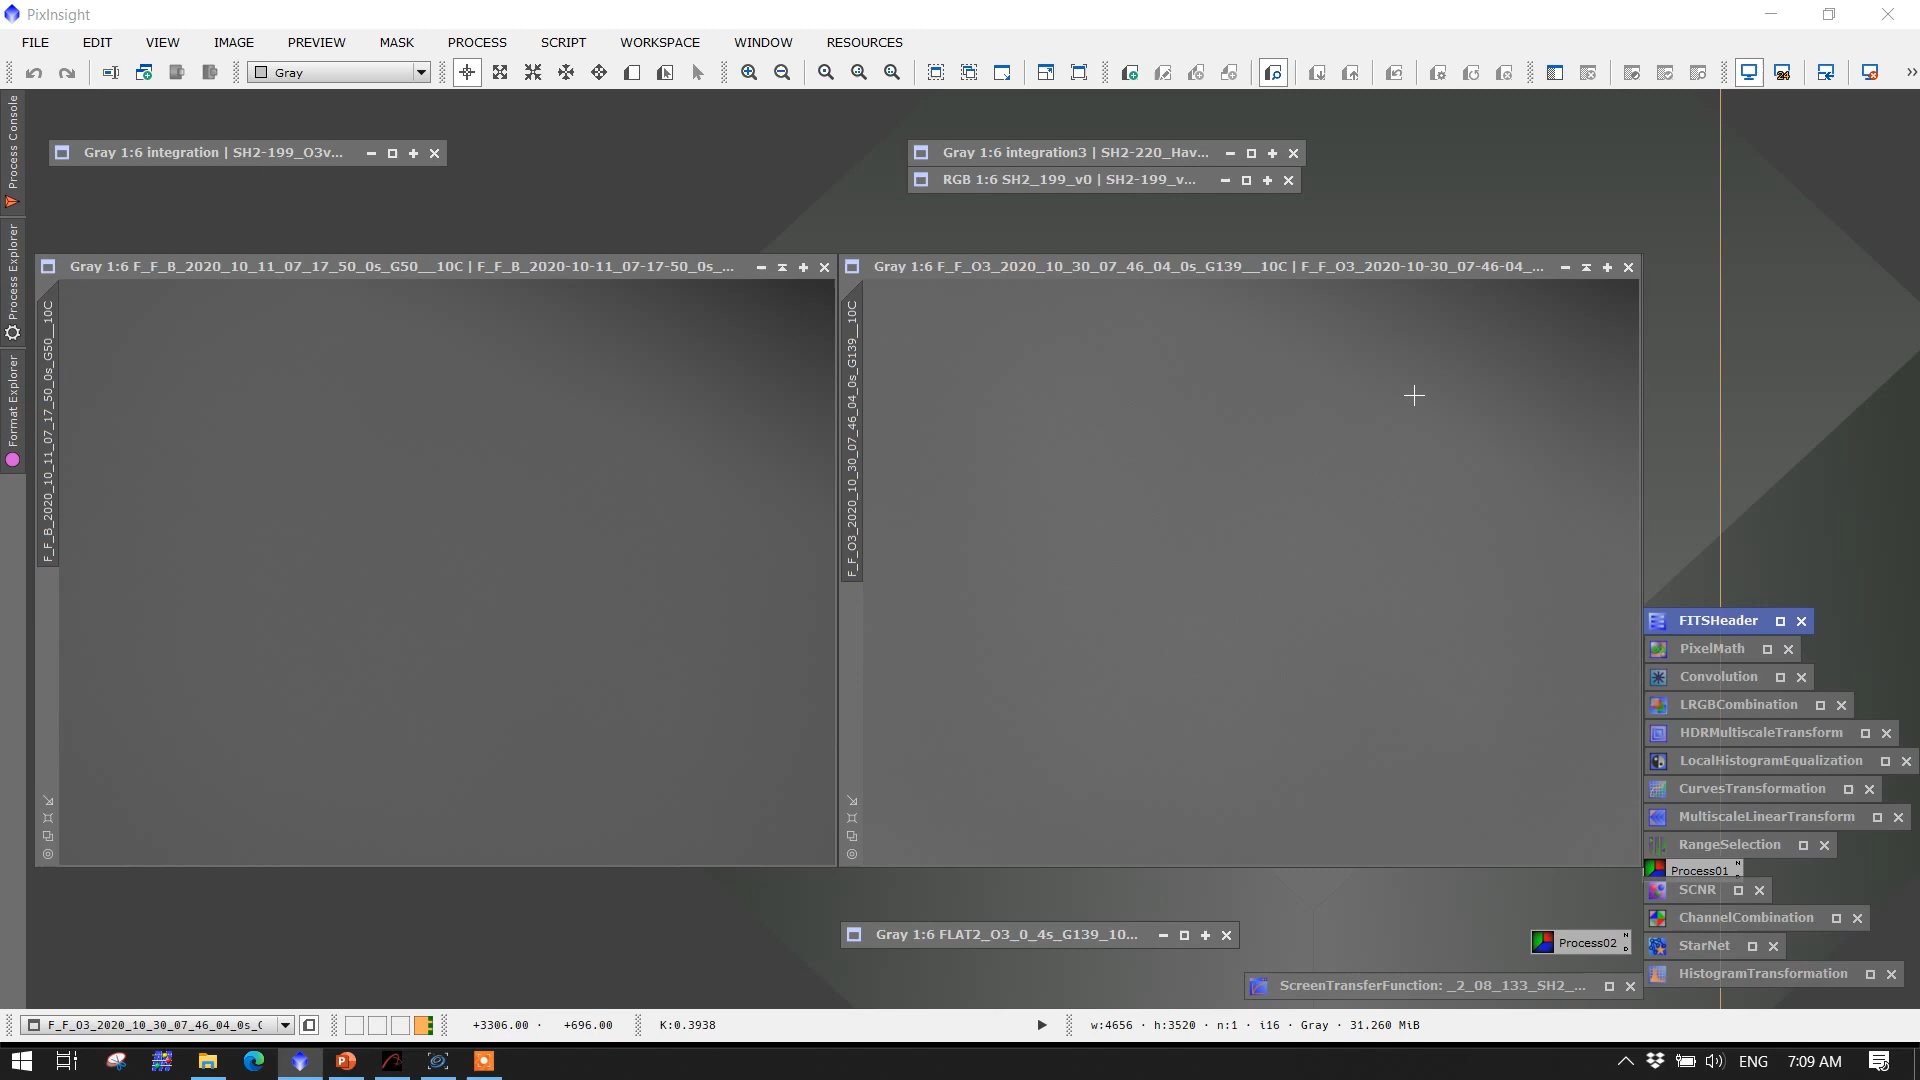 PixInsight
FILE EDIT VIEW IMAGE PREVIEW MASK PROCESS SCRIPT WORKSPACE WINDOW RESOURCES
Gray
24
Process Console
Process Explorer
Format Explorer
Gray 1:6 integration | SH2-199_O3v...
Gray 1:6 integration3 | SH2-220_Hav...
RGB 1:6 SH2_199_v0 | SH2-199_v...
Gray 1:6 F_F_B_2020_10_11_07_17_50_0s_G50__10C | F_F_B_2020-10-11_07-17-50_0s_...
F_F_B_2020_10_11_07_17_50_0s_G50__10C
Gray 1:6 F_F_O3_2020_10_30_07_46_04_0s_G139__10C | F_F_O3_2020-10-30_07-46-04_...
F_F_O3_2020_10_30_07_46_04_0s_G139__10C
FITSHeader
PixelMath
Convolution
LRGBCombination
HDRMultiscaleTransform
LocalHistogramEqualization
CurvesTransformation
MultiscaleLinearTransform
RangeSelection
Process01 N
SCNR
ChannelCombination
StarNet
HistogramTransformation
Gray 1:6 FLAT2_O3_0_4s_G139_10...
Process02 N D
ScreenTransferFunction: _2_08_133_SH2_...
F_F_O3_2020_10_30_07_46_04_0s_G +3306.00 · +696.00 K:0.3938 w:4656 · h:3520 · n:1 · i16 · Gray · 31.260 MiB
ENG 7:09 AM